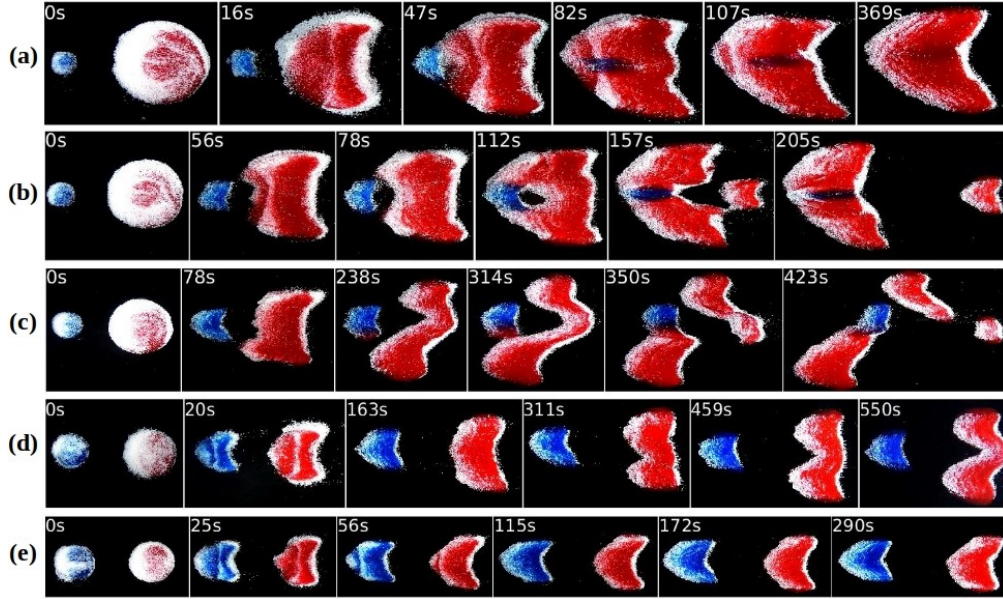 (a) 0s 16s 47s 82s 107s 369s
(b) 0s 56s 78s 112s 157s 205s
(c) 0s 78s 238s 314s 350s 423s
(d) 0s 20s 163s 311s 459s 550s
(e) 0s 25s 56s 115s 172s 290s